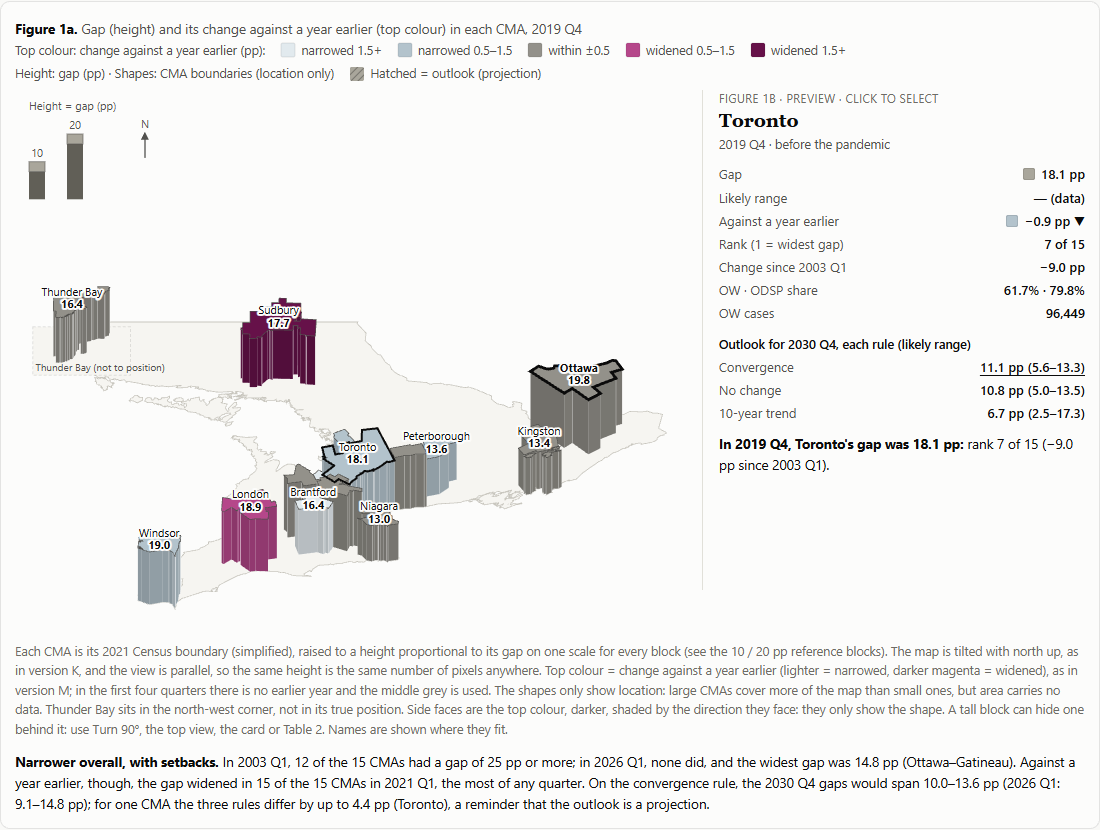 Figure 1a. Gap (height) and its change against a year earlier (top colour) in each CMA, 2019 Q4
Top colour: change against a year earlier (pp): narrowed 1.5+ narrowed 0.5–1.5 within ±0.5 widened 0.5–1.5 widened 1.5+
Height: gap (pp) · Shapes: CMA boundaries (location only) Hatched = outlook (projection)
Height = gap (pp)
20
10
N
Thunder Bay
16.4
Thunder Bay (not to position)
Sudbury
17.7
Ottawa
19.8
Kingston
13.4
Peterborough
13.6
Toronto
18.1
Brantford
16.4
London
18.9
Niagara
13.0
Windsor
19.0
FIGURE 1B · PREVIEW · CLICK TO SELECT
Toronto
2019 Q4 · before the pandemic
Gap 18.1 pp
Likely range — (data)
Against a year earlier −0.9 pp ▼
Rank (1 = widest gap) 7 of 15
Change since 2003 Q1 −9.0 pp
OW · ODSP share 61.7% · 79.8%
OW cases 96,449
Outlook for 2030 Q4, each rule (likely range)
Convergence 11.1 pp (5.6–13.3)
No change 10.8 pp (5.0–13.5)
10-year trend 6.7 pp (2.5–17.3)
In 2019 Q4, Toronto's gap was 18.1 pp: rank 7 of 15 (−9.0
pp since 2003 Q1).
Each CMA is its 2021 Census boundary (simplified), raised to a height proportional to its gap on one scale for every block (see the 10 / 20 pp reference blocks). The map is tilted with north up, as
in version K, and the view is parallel, so the same height is the same number of pixels anywhere. Top colour = change against a year earlier (lighter = narrowed, darker magenta = widened), as in
version M; in the first four quarters there is no earlier year and the middle grey is used. The shapes only show location: large CMAs cover more of the map than small ones, but area carries no
data. Thunder Bay sits in the north-west corner, not in its true position. Side faces are the top colour, darker, shaded by the direction they face: they only show the shape. A tall block can hide one
behind it: use Turn 90°, the top view, the card or Table 2. Names are shown where they fit.
Narrower overall, with setbacks. In 2003 Q1, 12 of the 15 CMAs had a gap of 25 pp or more; in 2026 Q1, none did, and the widest gap was 14.8 pp (Ottawa–Gatineau). Against a
year earlier, though, the gap widened in 15 of the 15 CMAs in 2021 Q1, the most of any quarter. On the convergence rule, the 2030 Q4 gaps would span 10.0–13.6 pp (2026 Q1:
9.1–14.8 pp); for one CMA the three rules differ by up to 4.4 pp (Toronto), a reminder that the outlook is a projection.